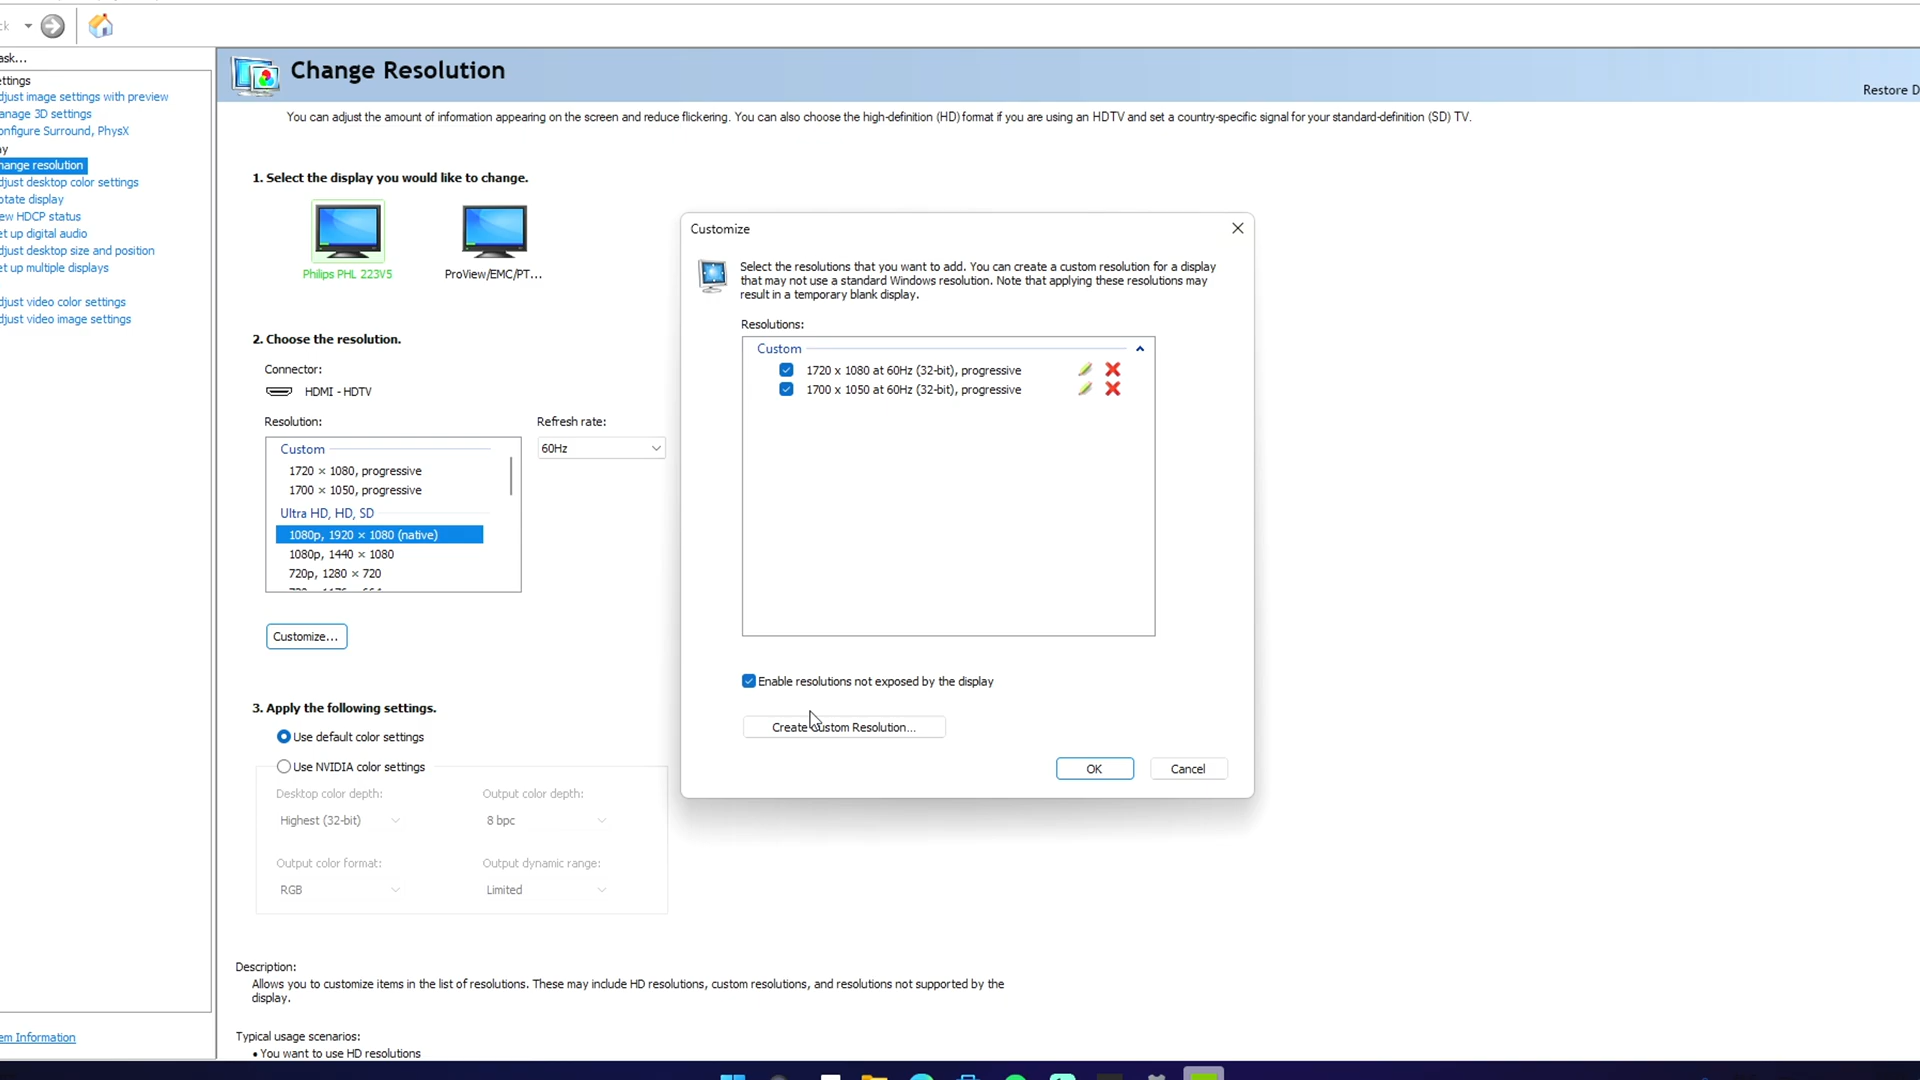 ck
ask...
ettings
djust image settings with preview
anage 3D settings
onfigure Surround, PhysX
ay
hange resolution
djust desktop color settings
otate display
ew HDCP status
et up digital audio
djust desktop size and position
et up multiple displays
djust video color settings
djust video image settings
em Information
Change Resolution
Restore D
You can adjust the amount of information appearing on the screen and reduce flickering. You can also choose the high-definition (HD) format if you are using an HDTV and set a country-specific signal for your standard-definition (SD) TV.
1. Select the display you would like to change.
Philips PHL 223V5
ProView/EMC/PT...
2. Choose the resolution.
Connector:
HDMI - HDTV
Resolution:
Refresh rate:
60Hz
Custom
1720 × 1080, progressive
1700 × 1050, progressive
Ultra HD, HD, SD
1080p, 1920 × 1080 (native)
1080p, 1440 × 1080
720p, 1280 × 720
Customize...
3. Apply the following settings.
Use default color settings
Use NVIDIA color settings
Desktop color depth:
Output color depth:
Highest (32-bit)
8 bpc
Output color format:
Output dynamic range:
RGB
Limited
Description:
Allows you to customize items in the list of resolutions. These may include HD resolutions, custom resolutions, and resolutions not supported by the
display.
Typical usage scenarios:
• You want to use HD resolutions
Customize
Select the resolutions that you want to add. You can create a custom resolution for a display
that may not use a standard Windows resolution. Note that applying these resolutions may
result in a temporary blank display.
Resolutions:
Custom
1720 x 1080 at 60Hz (32-bit), progressive
1700 x 1050 at 60Hz (32-bit), progressive
Enable resolutions not exposed by the display
Create Custom Resolution...
OK
Cancel